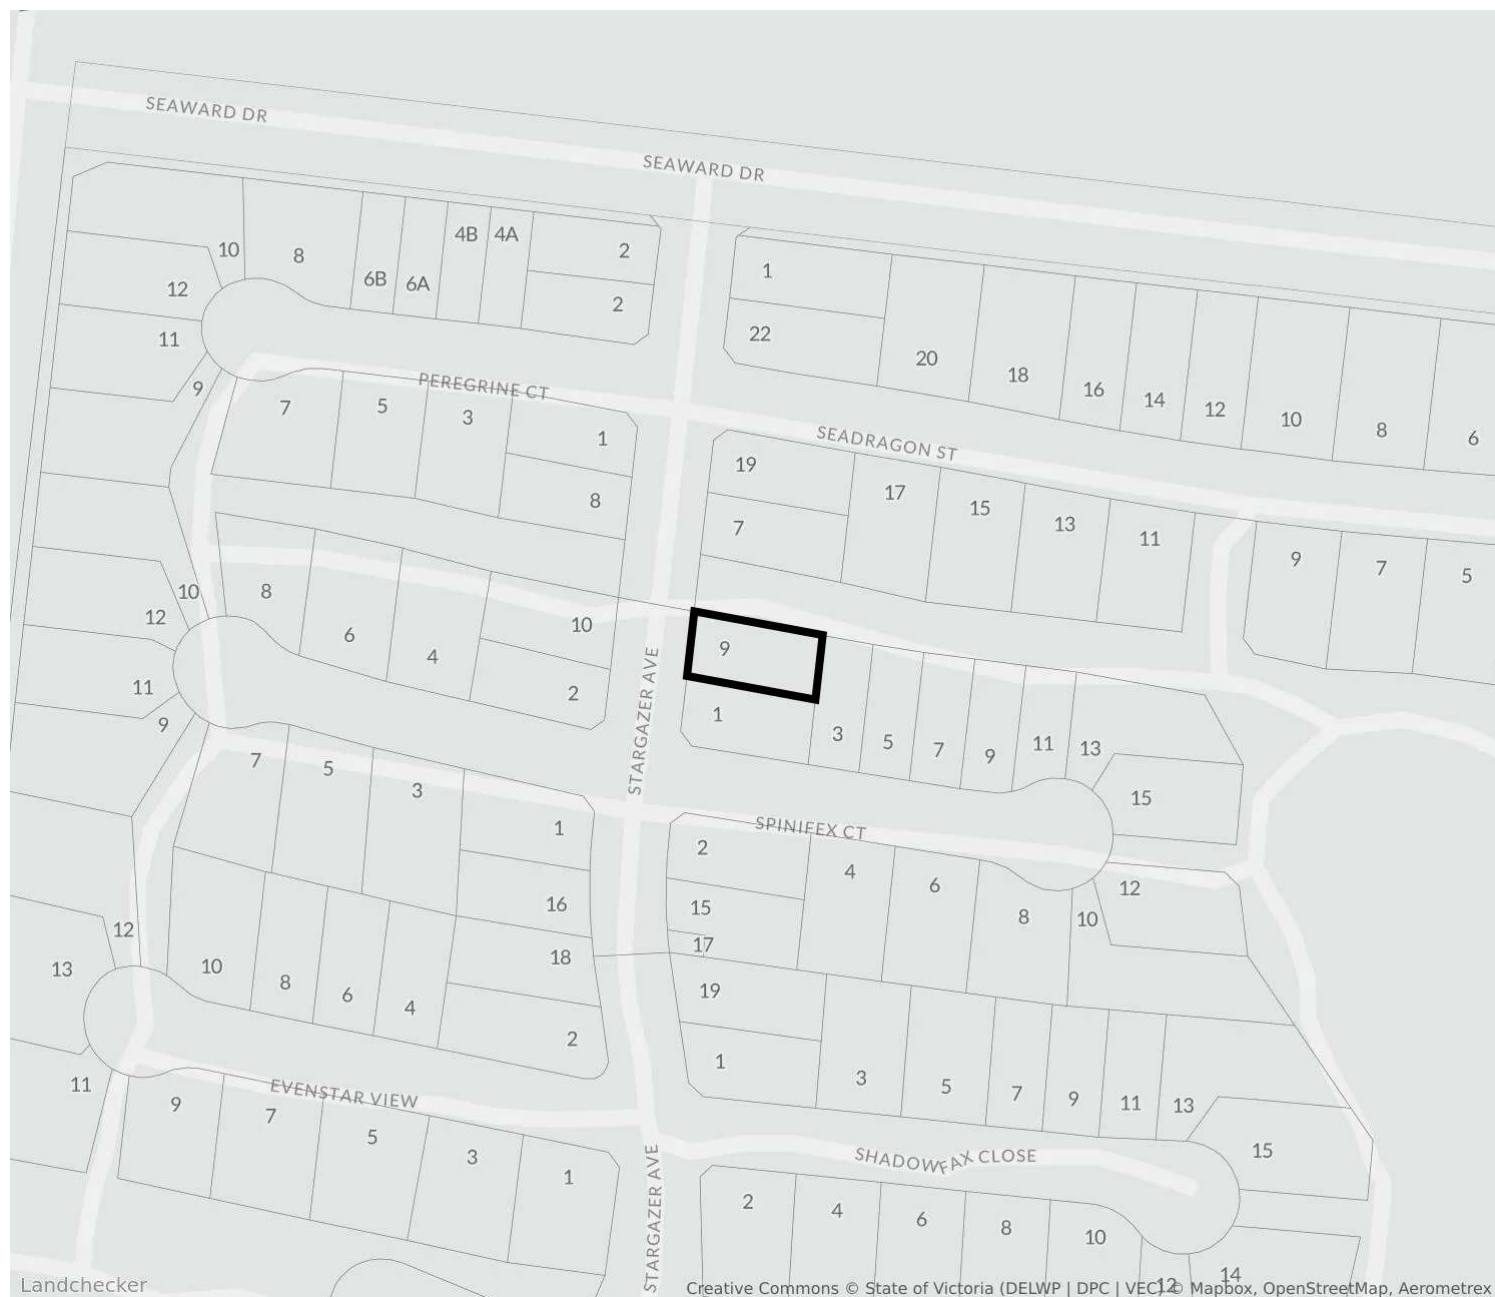 SEAWARD DR
SEAWARD DR
4B 4A
10 8 2
6B 6A
12 2
11
9
1
22
20 18 16 14 12 10 8 6
PEREGRINE CT
7 5 3 1
8
SEADRAGON ST
19
7
17 15 13 11
9 7 5
10
12
8 6 4 10
2
11
9
STARGAZER AVE
9
1
3 5 7 9 11 13
15
7 5 3 1
16
SPINIFEX CT
2
15
17
4 6 8 10 12
12
13
10 8 6 4 18
2
19
1
3 5 7 9 11 13
15
11
EVENSTAR VIEW
9 7 5 3 1
STARGAZER AVE
SHADOWFAX CLOSE
2 4 6 8 10 12 14
Landchecker
Creative Commons © State of Victoria (DELWP | DPC | VEC) © Mapbox, OpenStreetMap, Aerometrex